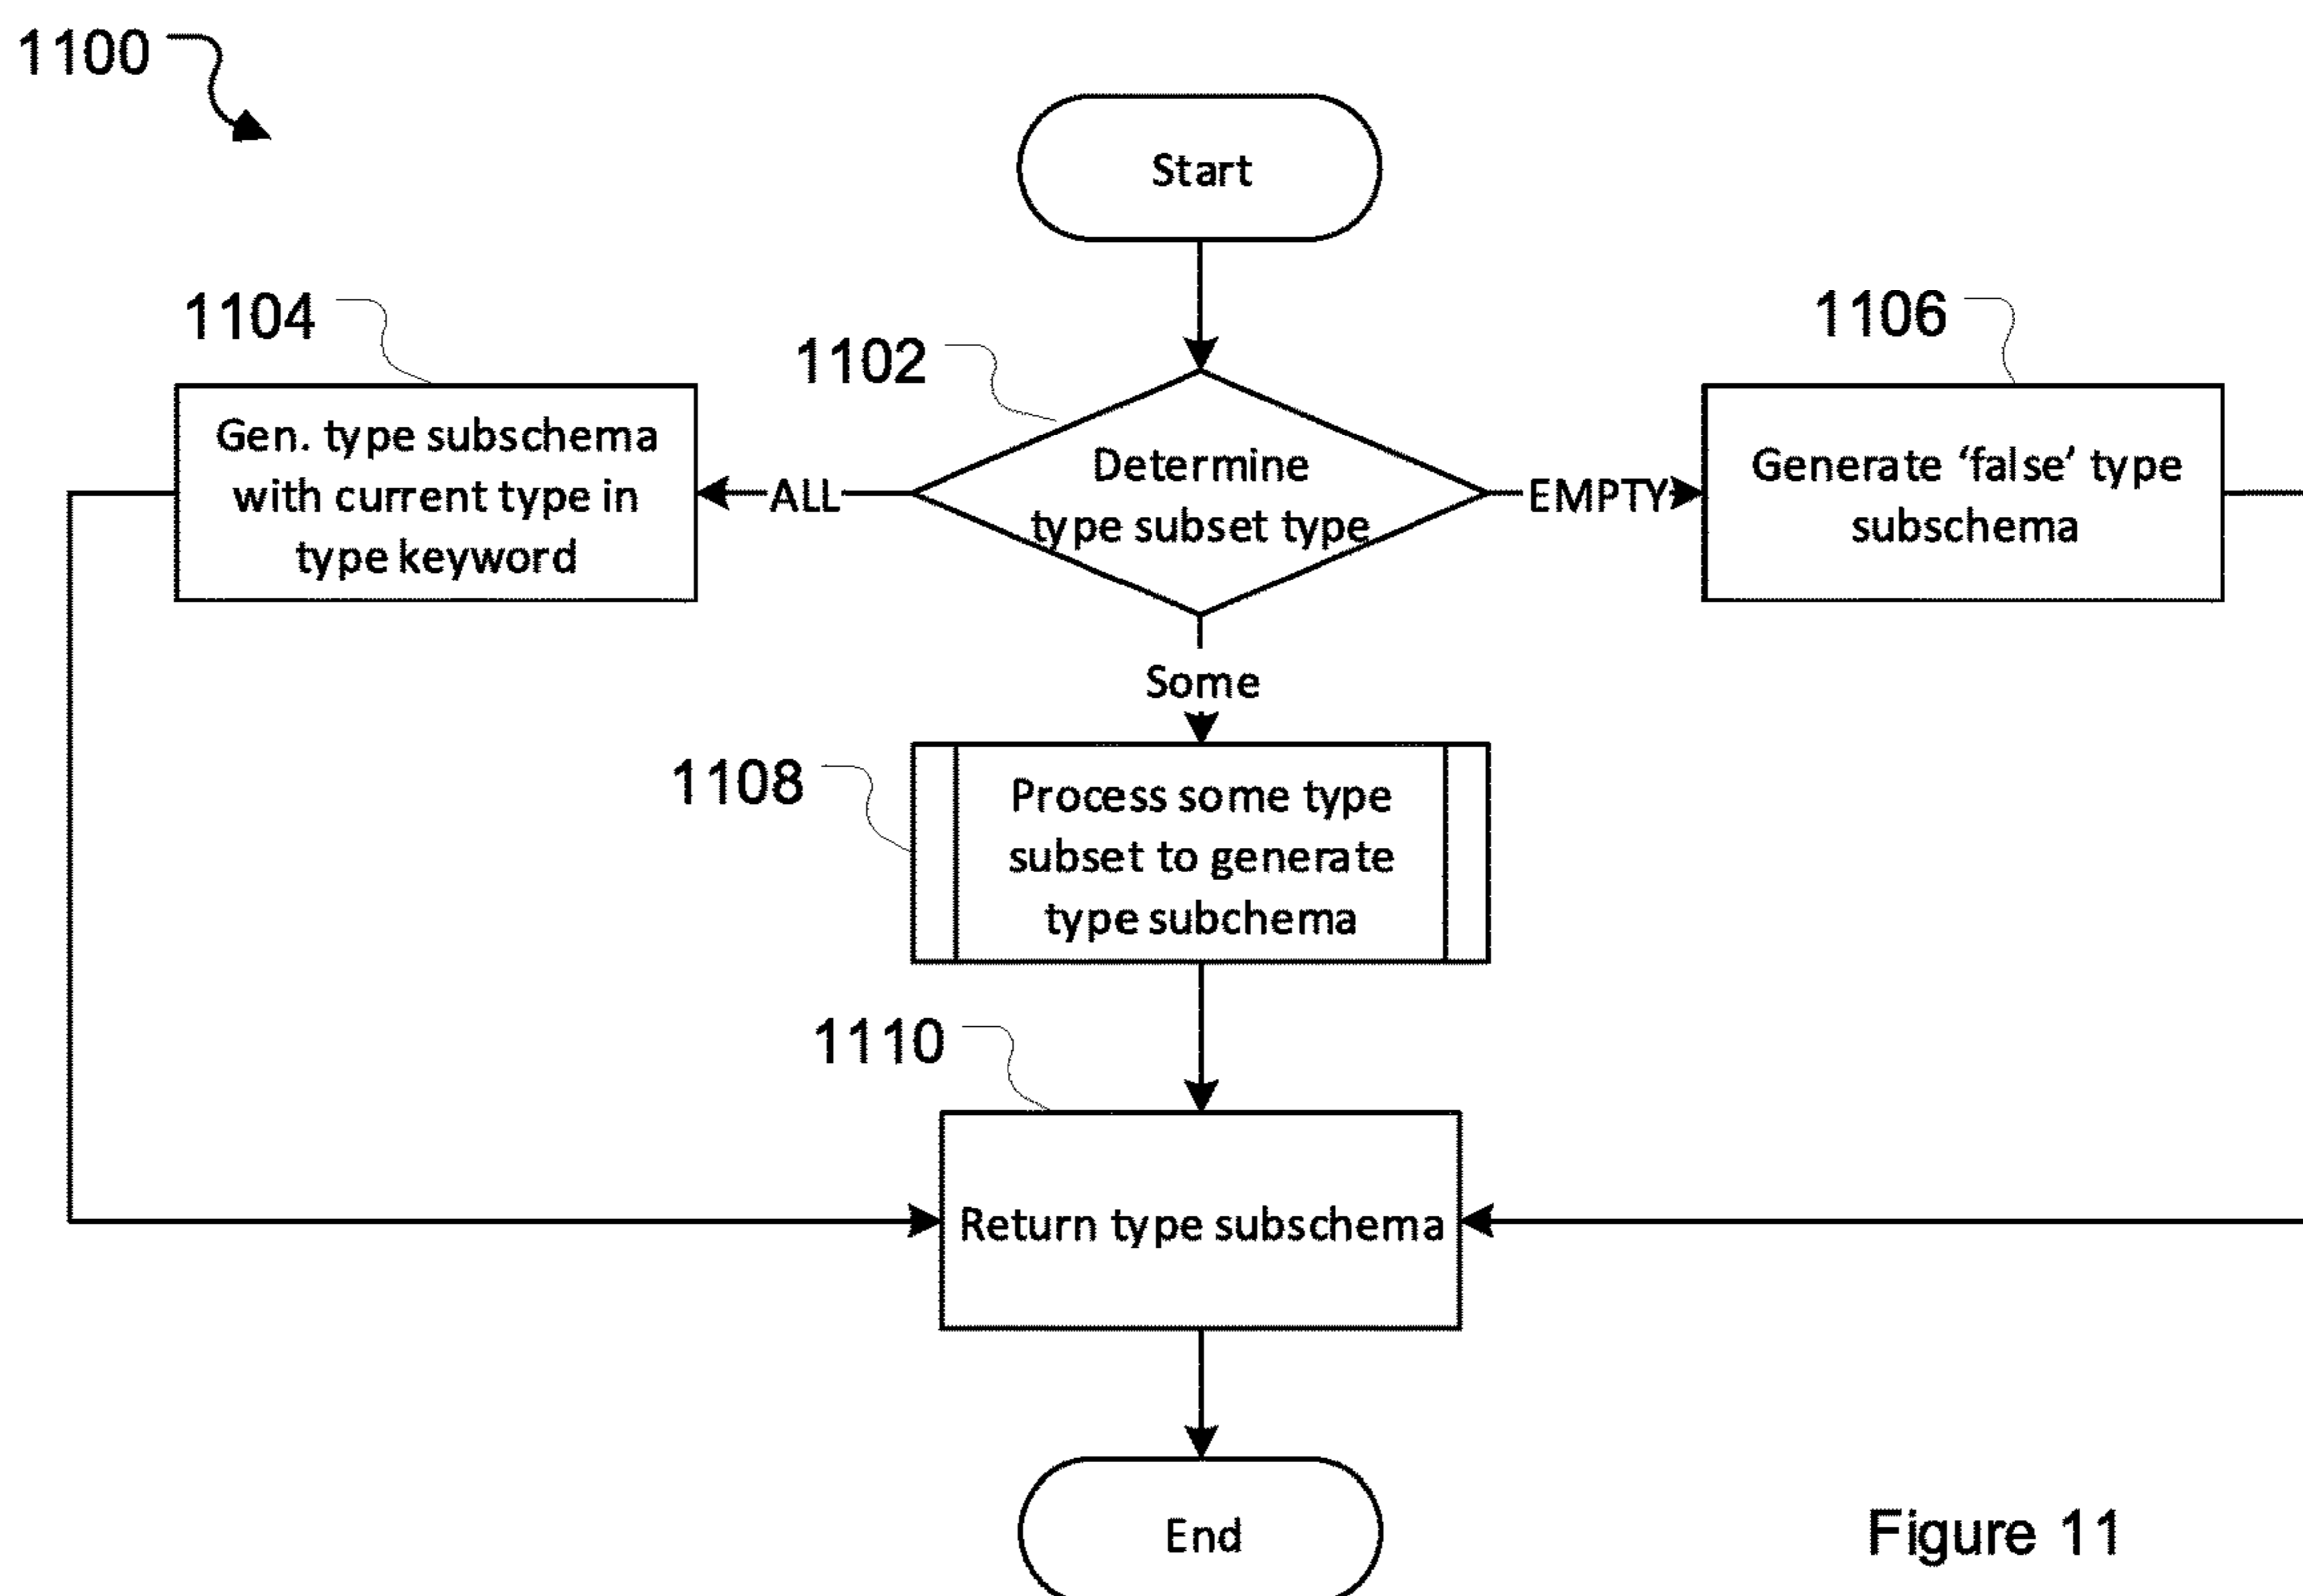 1100
Start
1104
1102
1106
Gen. type subschema
with current type in
type keyword
ALL
Determine
type subset type
EMPTY
Generate ‘false’ type
subschema
Some
1108
Process some type
subset to generate
type subchema
1110
Return type subschema
End
Figure 11